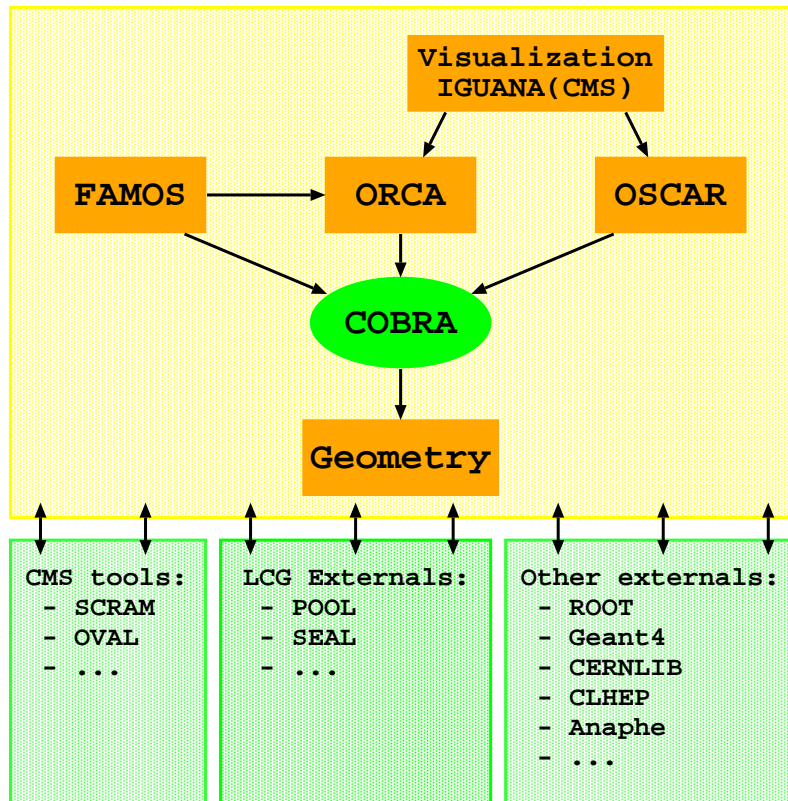 Visualization
IGUANA(CMS)
FAMOS
ORCA
OSCAR
COBRA
Geometry
CMS tools:
- SCRAM
- OVAL
- ...
LCG Externals:
- POOL
- SEAL
- ...
Other externals:
- ROOT
- Geant4
- CERNLIB
- CLHEP
- Anaphe
- ...